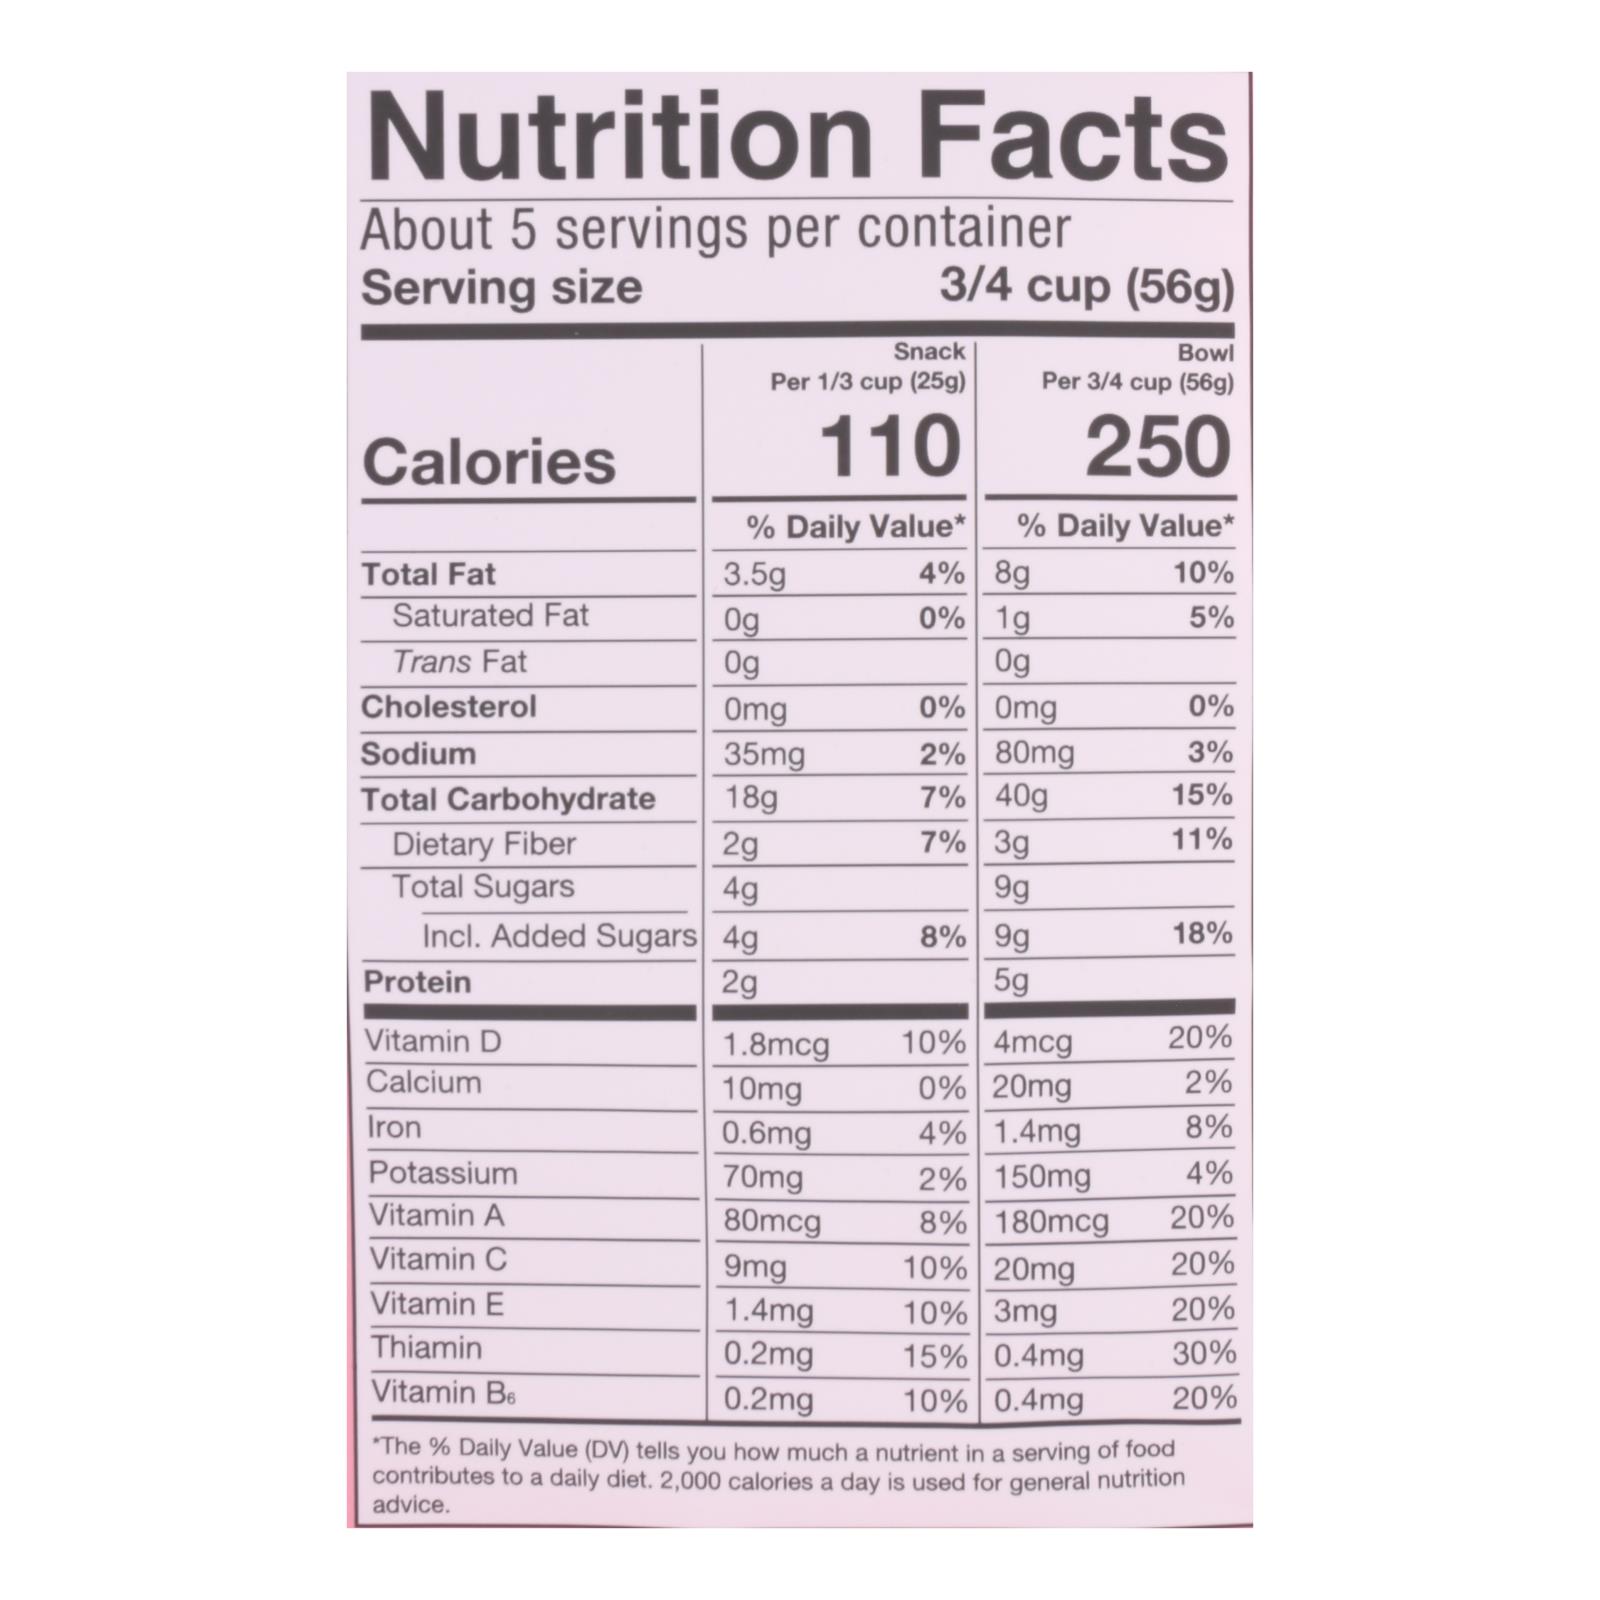 Nutrition Facts
About 5 servings per container
Serving size 3/4 cup (56g)
Snack Bowl
Per 1/3 cup (25g) Per 3/4 cup (56g)
Calories 110 250
% Daily Value* % Daily Value*
Total Fat 3.5g 4% 8g 10%
Saturated Fat 0g 0% 1g 5%
Trans Fat 0g 0g
Cholesterol 0mg 0% 0mg 0%
Sodium 35mg 2% 80mg 3%
Total Carbohydrate 18g 7% 40g 15%
Dietary Fiber 2g 7% 3g 11%
Total Sugars 4g 9g
Incl. Added Sugars 4g 8% 9g 18%
Protein 2g 5g
Vitamin D 1.8mcg 10% 4mcg 20%
Calcium 10mg 0% 20mg 2%
Iron 0.6mg 4% 1.4mg 8%
Potassium 70mg 2% 150mg 4%
Vitamin A 80mcg 8% 180mcg 20%
Vitamin C 9mg 10% 20mg 20%
Vitamin E 1.4mg 10% 3mg 20%
Thiamin 0.2mg 15% 0.4mg 30%
Vitamin B₆ 0.2mg 10% 0.4mg 20%
*The % Daily Value (DV) tells you how much a nutrient in a serving of food
contributes to a daily diet. 2,000 calories a day is used for general nutrition
advice.